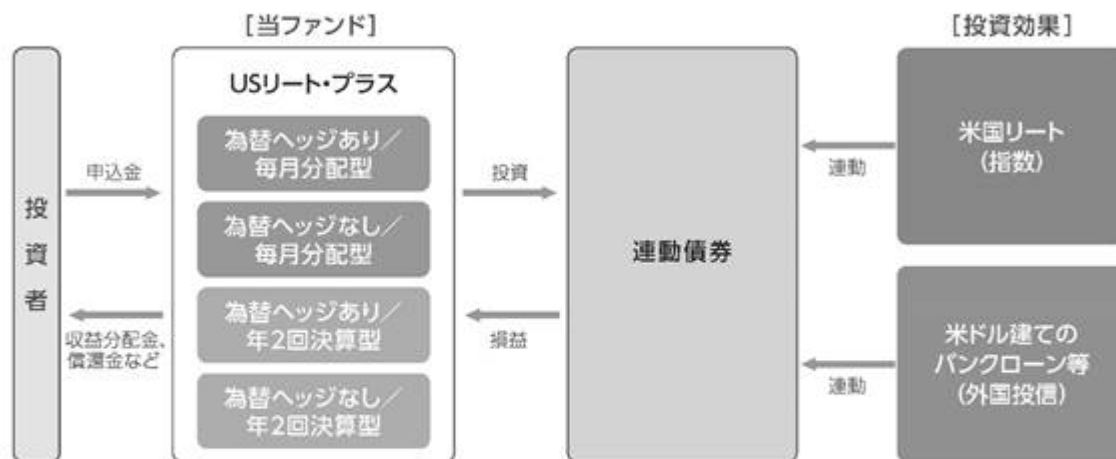 [当ファンド]
[投資効果]
投資者
申込金
収益分配金、
償還金など
USリート・プラス
為替ヘッジあり／
毎月分配型
為替ヘッジなし／
毎月分配型
為替ヘッジあり／
年2回決算型
為替ヘッジなし／
年2回決算型
投資
損益
連動債券
連動
連動
米国リート
(指数)
米ドル建ての
バンクローン等
(外国投信)